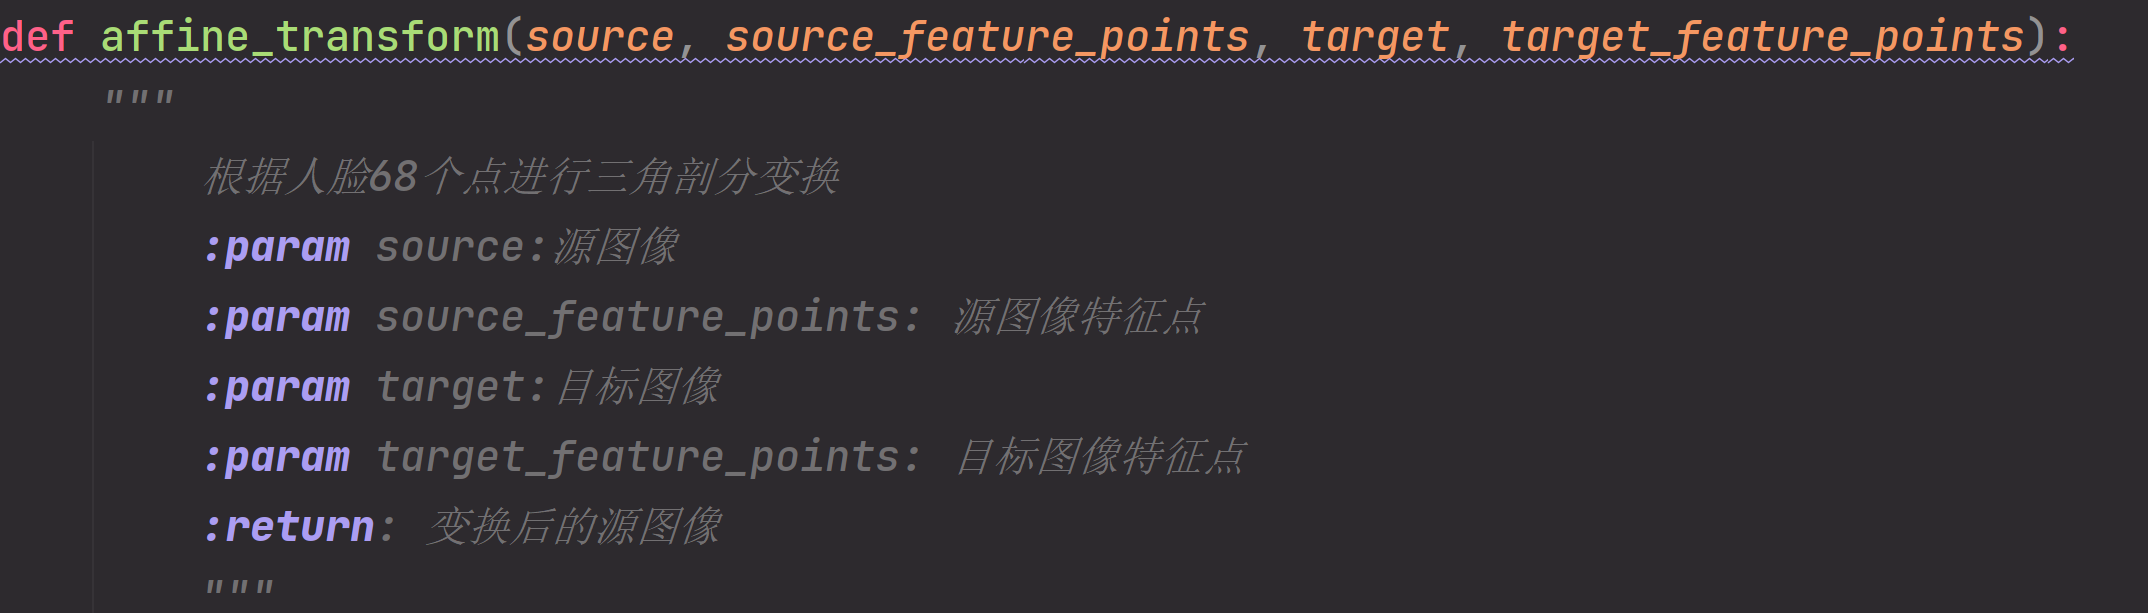 def affine_transform(source, source_feature_points, target, target_feature_points):
"""
根据人脸68个点进行三角剖分变换
:param source:源图像
:param source_feature_points: 源图像特征点
:param target:目标图像
:param target_feature_points: 目标图像特征点
:return: 变换后的源图像
"""